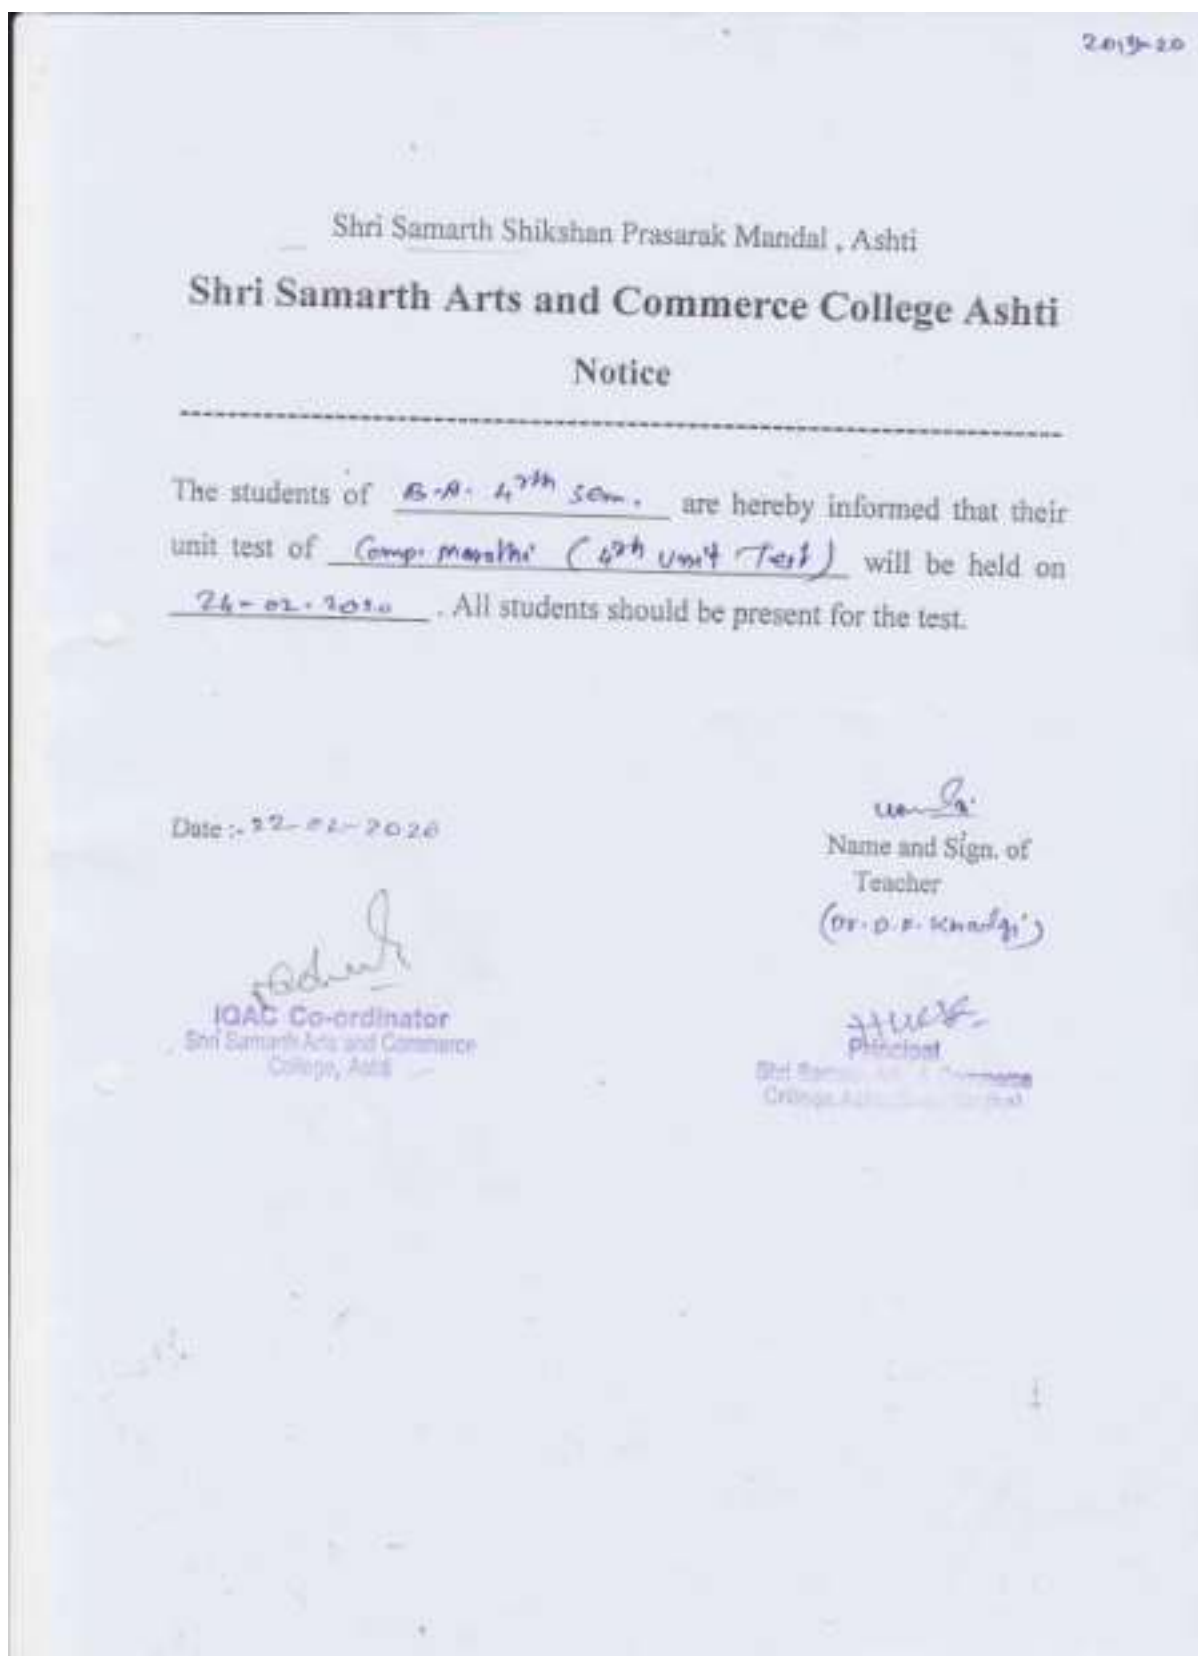 2019-20
Shri Samarth Shikshan Prasarak Mandal , Ashti
Shri Samarth Arts and Commerce College Ashti
Notice
The students of B.A. 4th sem. are hereby informed that their
unit test of Comp. Marathi (4th Unit Test) will be held on
24-02-2020 . All students should be present for the test.
Date :- 22-02-2020
Name and Sign. of
Teacher
IQAC Co-ordinator
Shri Samarth Arts and Commerce
College, Ashti
Principal